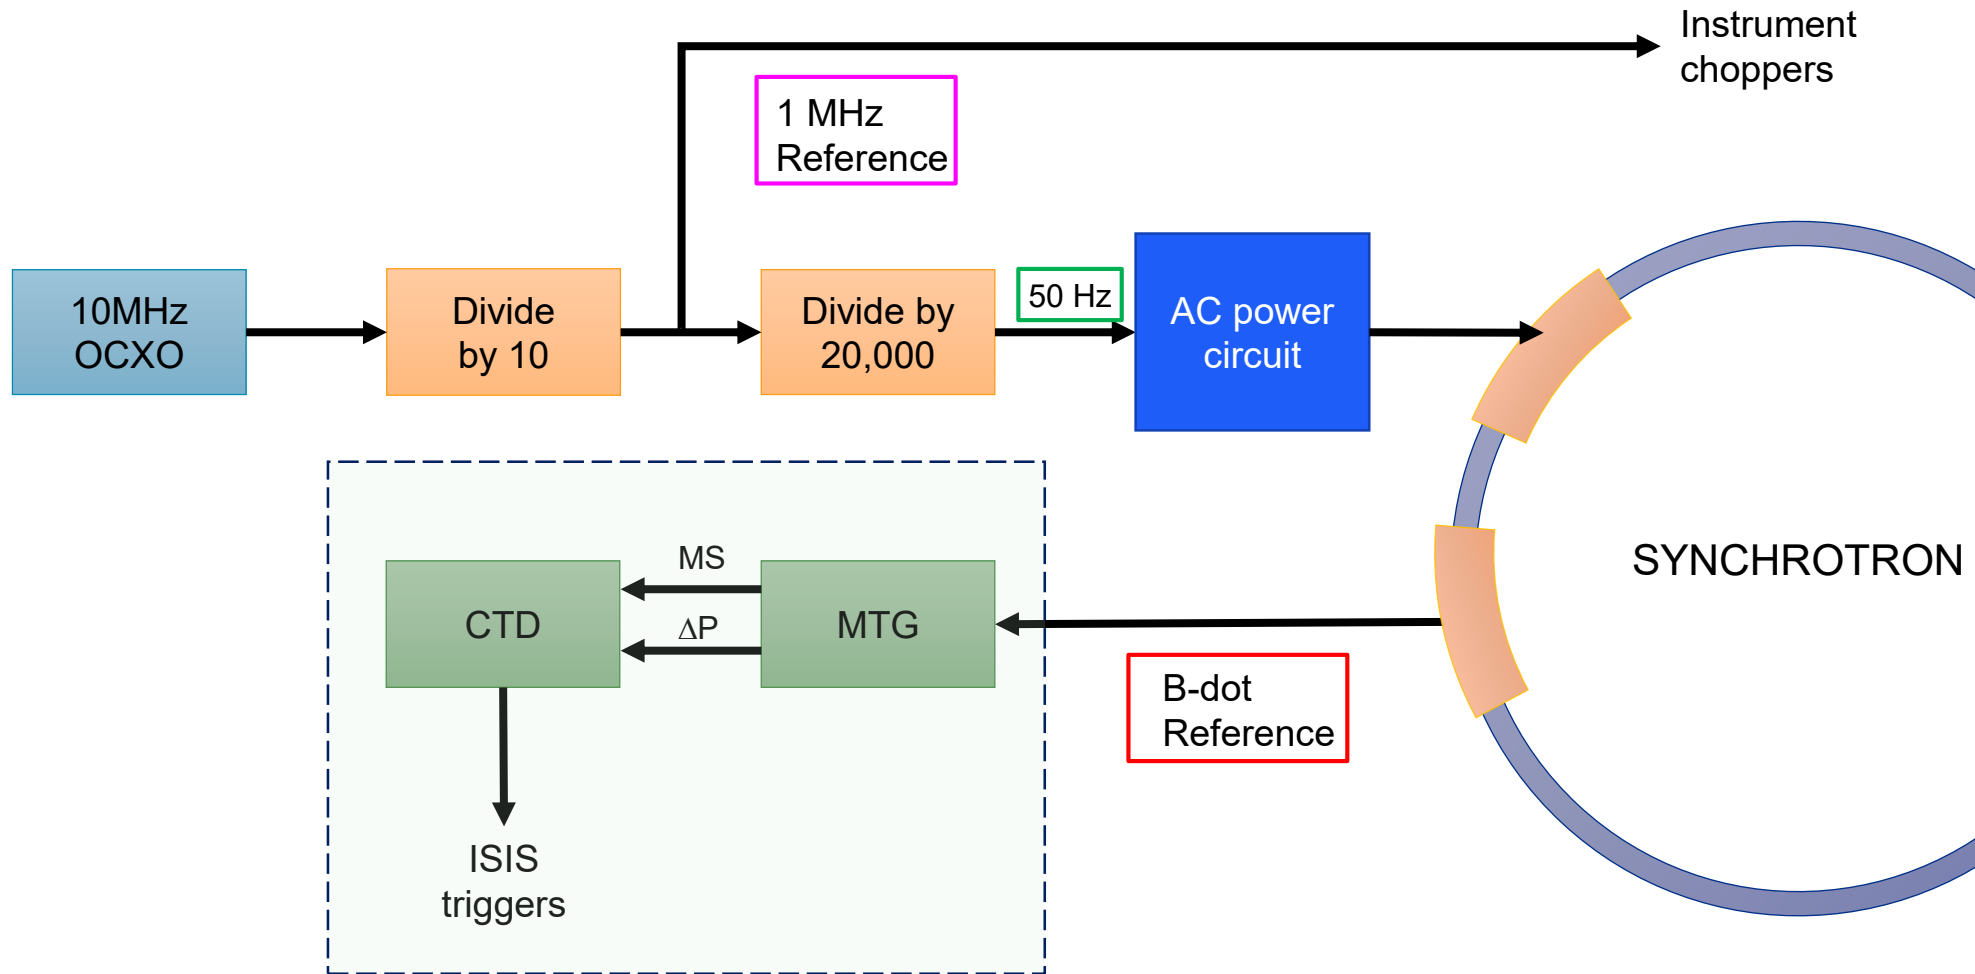 Instrument
choppers
1 MHz
Reference
10MHz
OCXO
Divide
by 10
Divide by
20,000
50 Hz
AC power
circuit
MS
ΔP
CTD
MTG
SYNCHROTRON
B-dot
Reference
ISIS
triggers